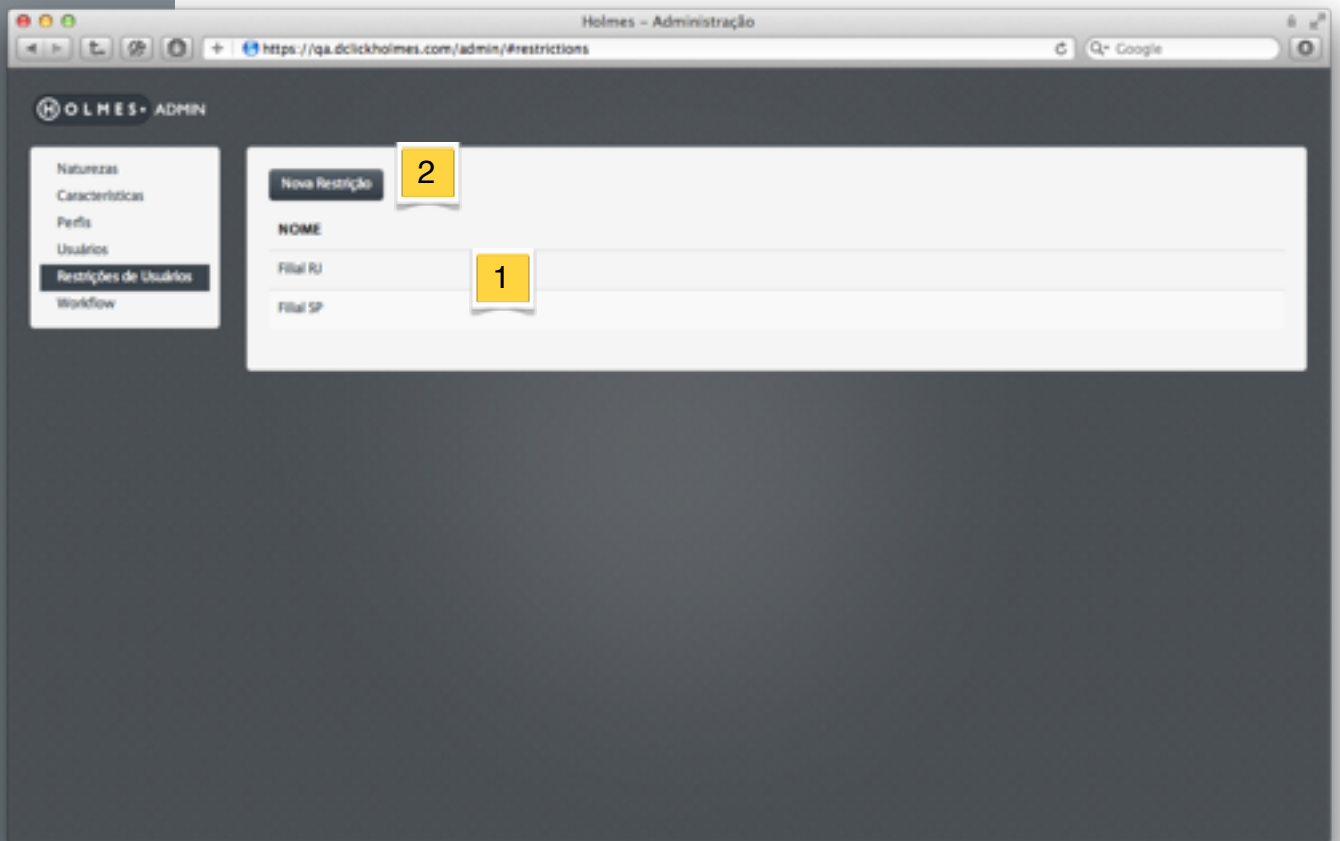 Holmes – Administração
https://qa.dclickholmes.com/admin/#restrictions
Google
HOLMES ADMIN
Naturezas
Características
Perfis
Usuários
Restrições de Usuários
Workflow
Nova Restrição
2
NOME
Filial RJ
1
Filial SP